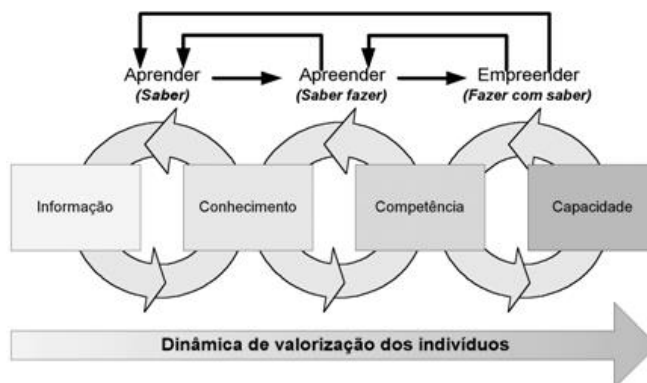 Aprender Apreender Empreender
(Saber) (Saber fazer) (Fazer com saber)
Informação Conhecimento Competência Capacidade
Dinâmica de valorização dos indivíduos